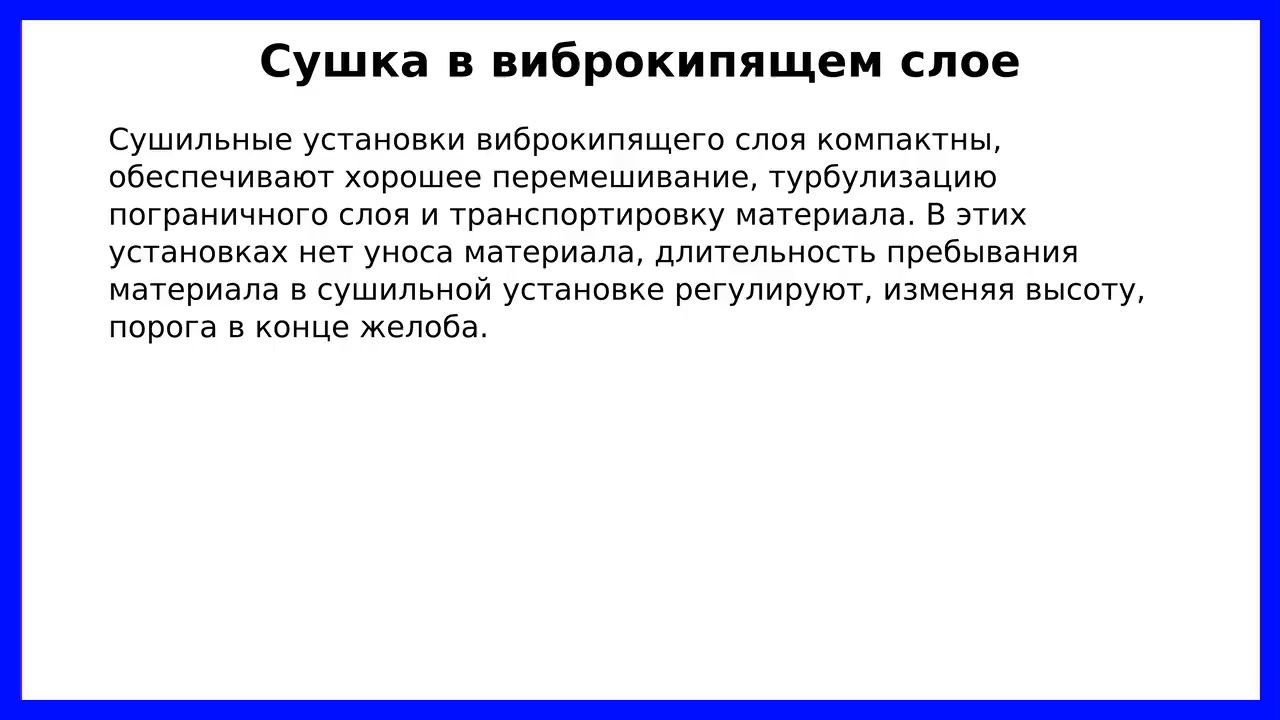 Сушка в виброкипящем слое
Сушильные установки виброкипящего слоя компактны,
обеспечивают хорошее перемешивание, турбулизацию
пограничного слоя и транспортировку материала. В этих
установках нет уноса материала, длительность пребывания
материала в сушильной установке регулируют, изменяя высоту,
порога в конце желоба.